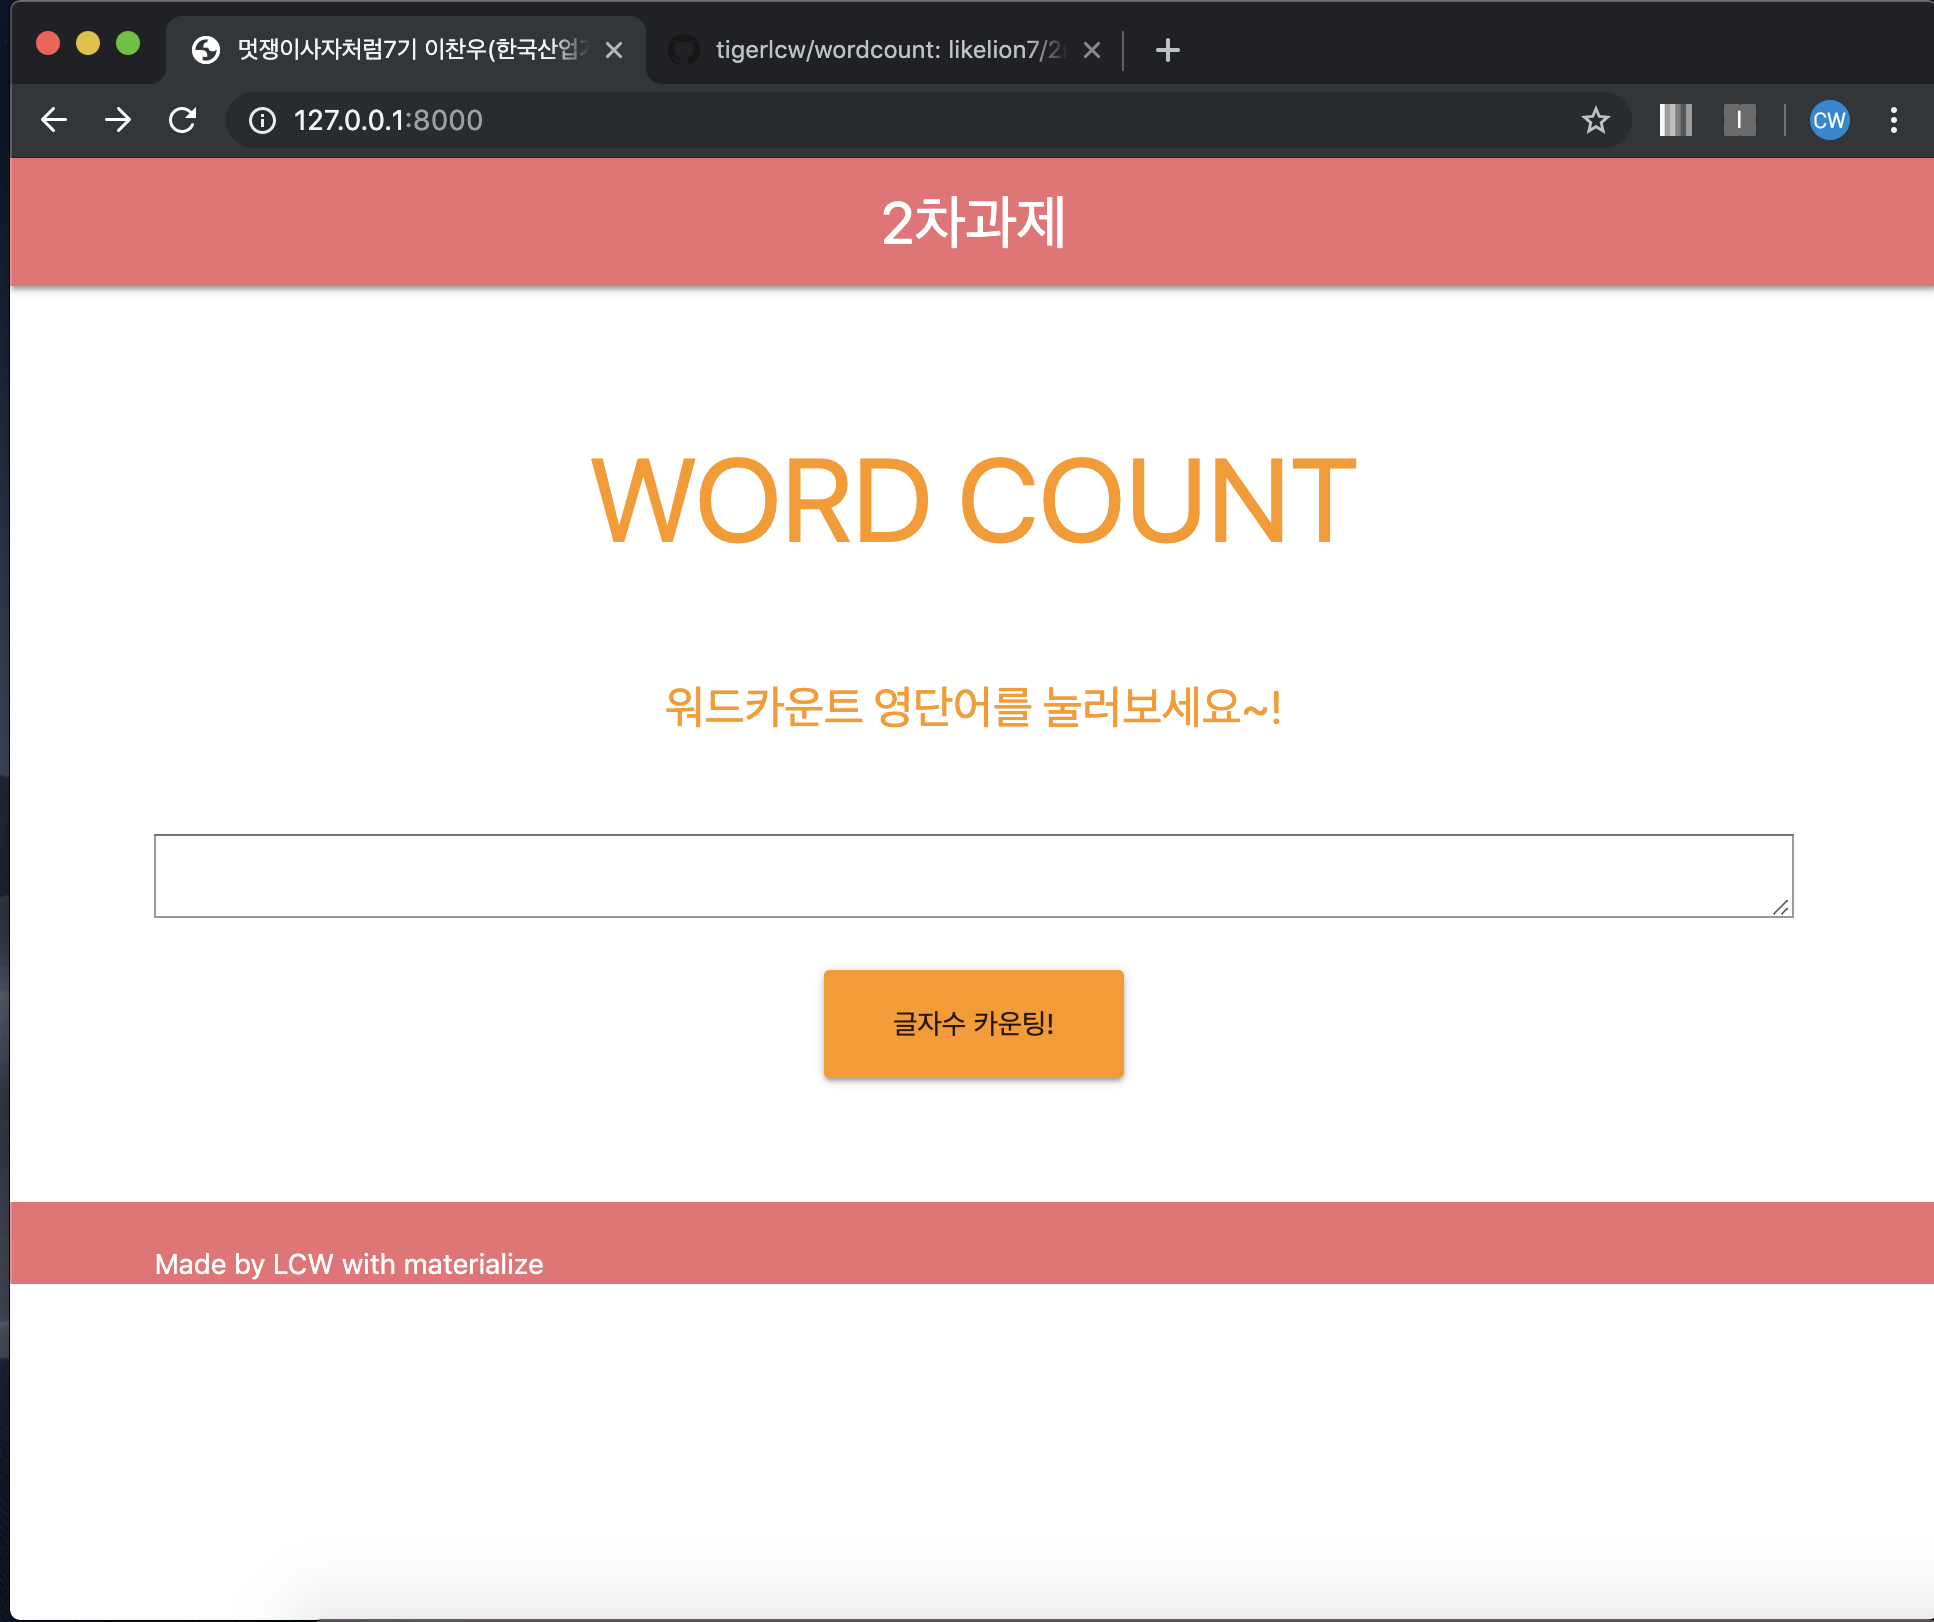 멋쟁이사자처럼7기 이찬우(한국산업
tigerlcw/wordcount: likelion7/2
127.0.0.1:8000
CW
2차과제
WORD COUNT
워드카운트 영단어를 눌러보세요~!
글자수 카운팅!
Made by LCW with materialize